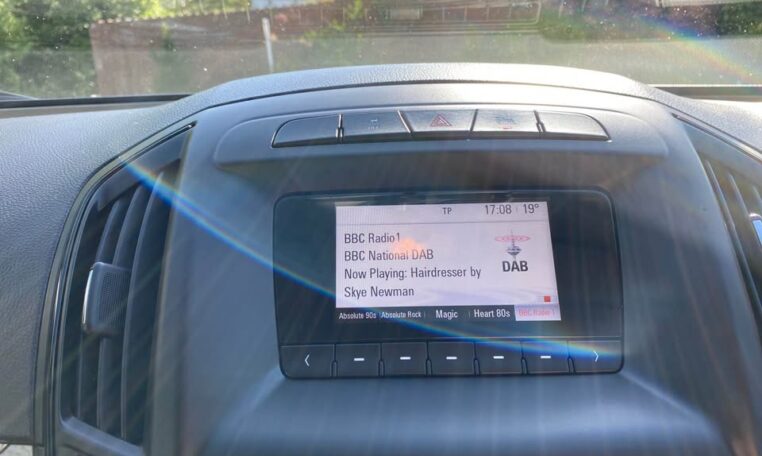 TP 17:08 19°
BBC Radio1
BBC National DAB
Now Playing: Hairdresser by
Skye Newman
DAB
Absolute 90s Absolute Rock Magic Heart 80s BBC Radio 1